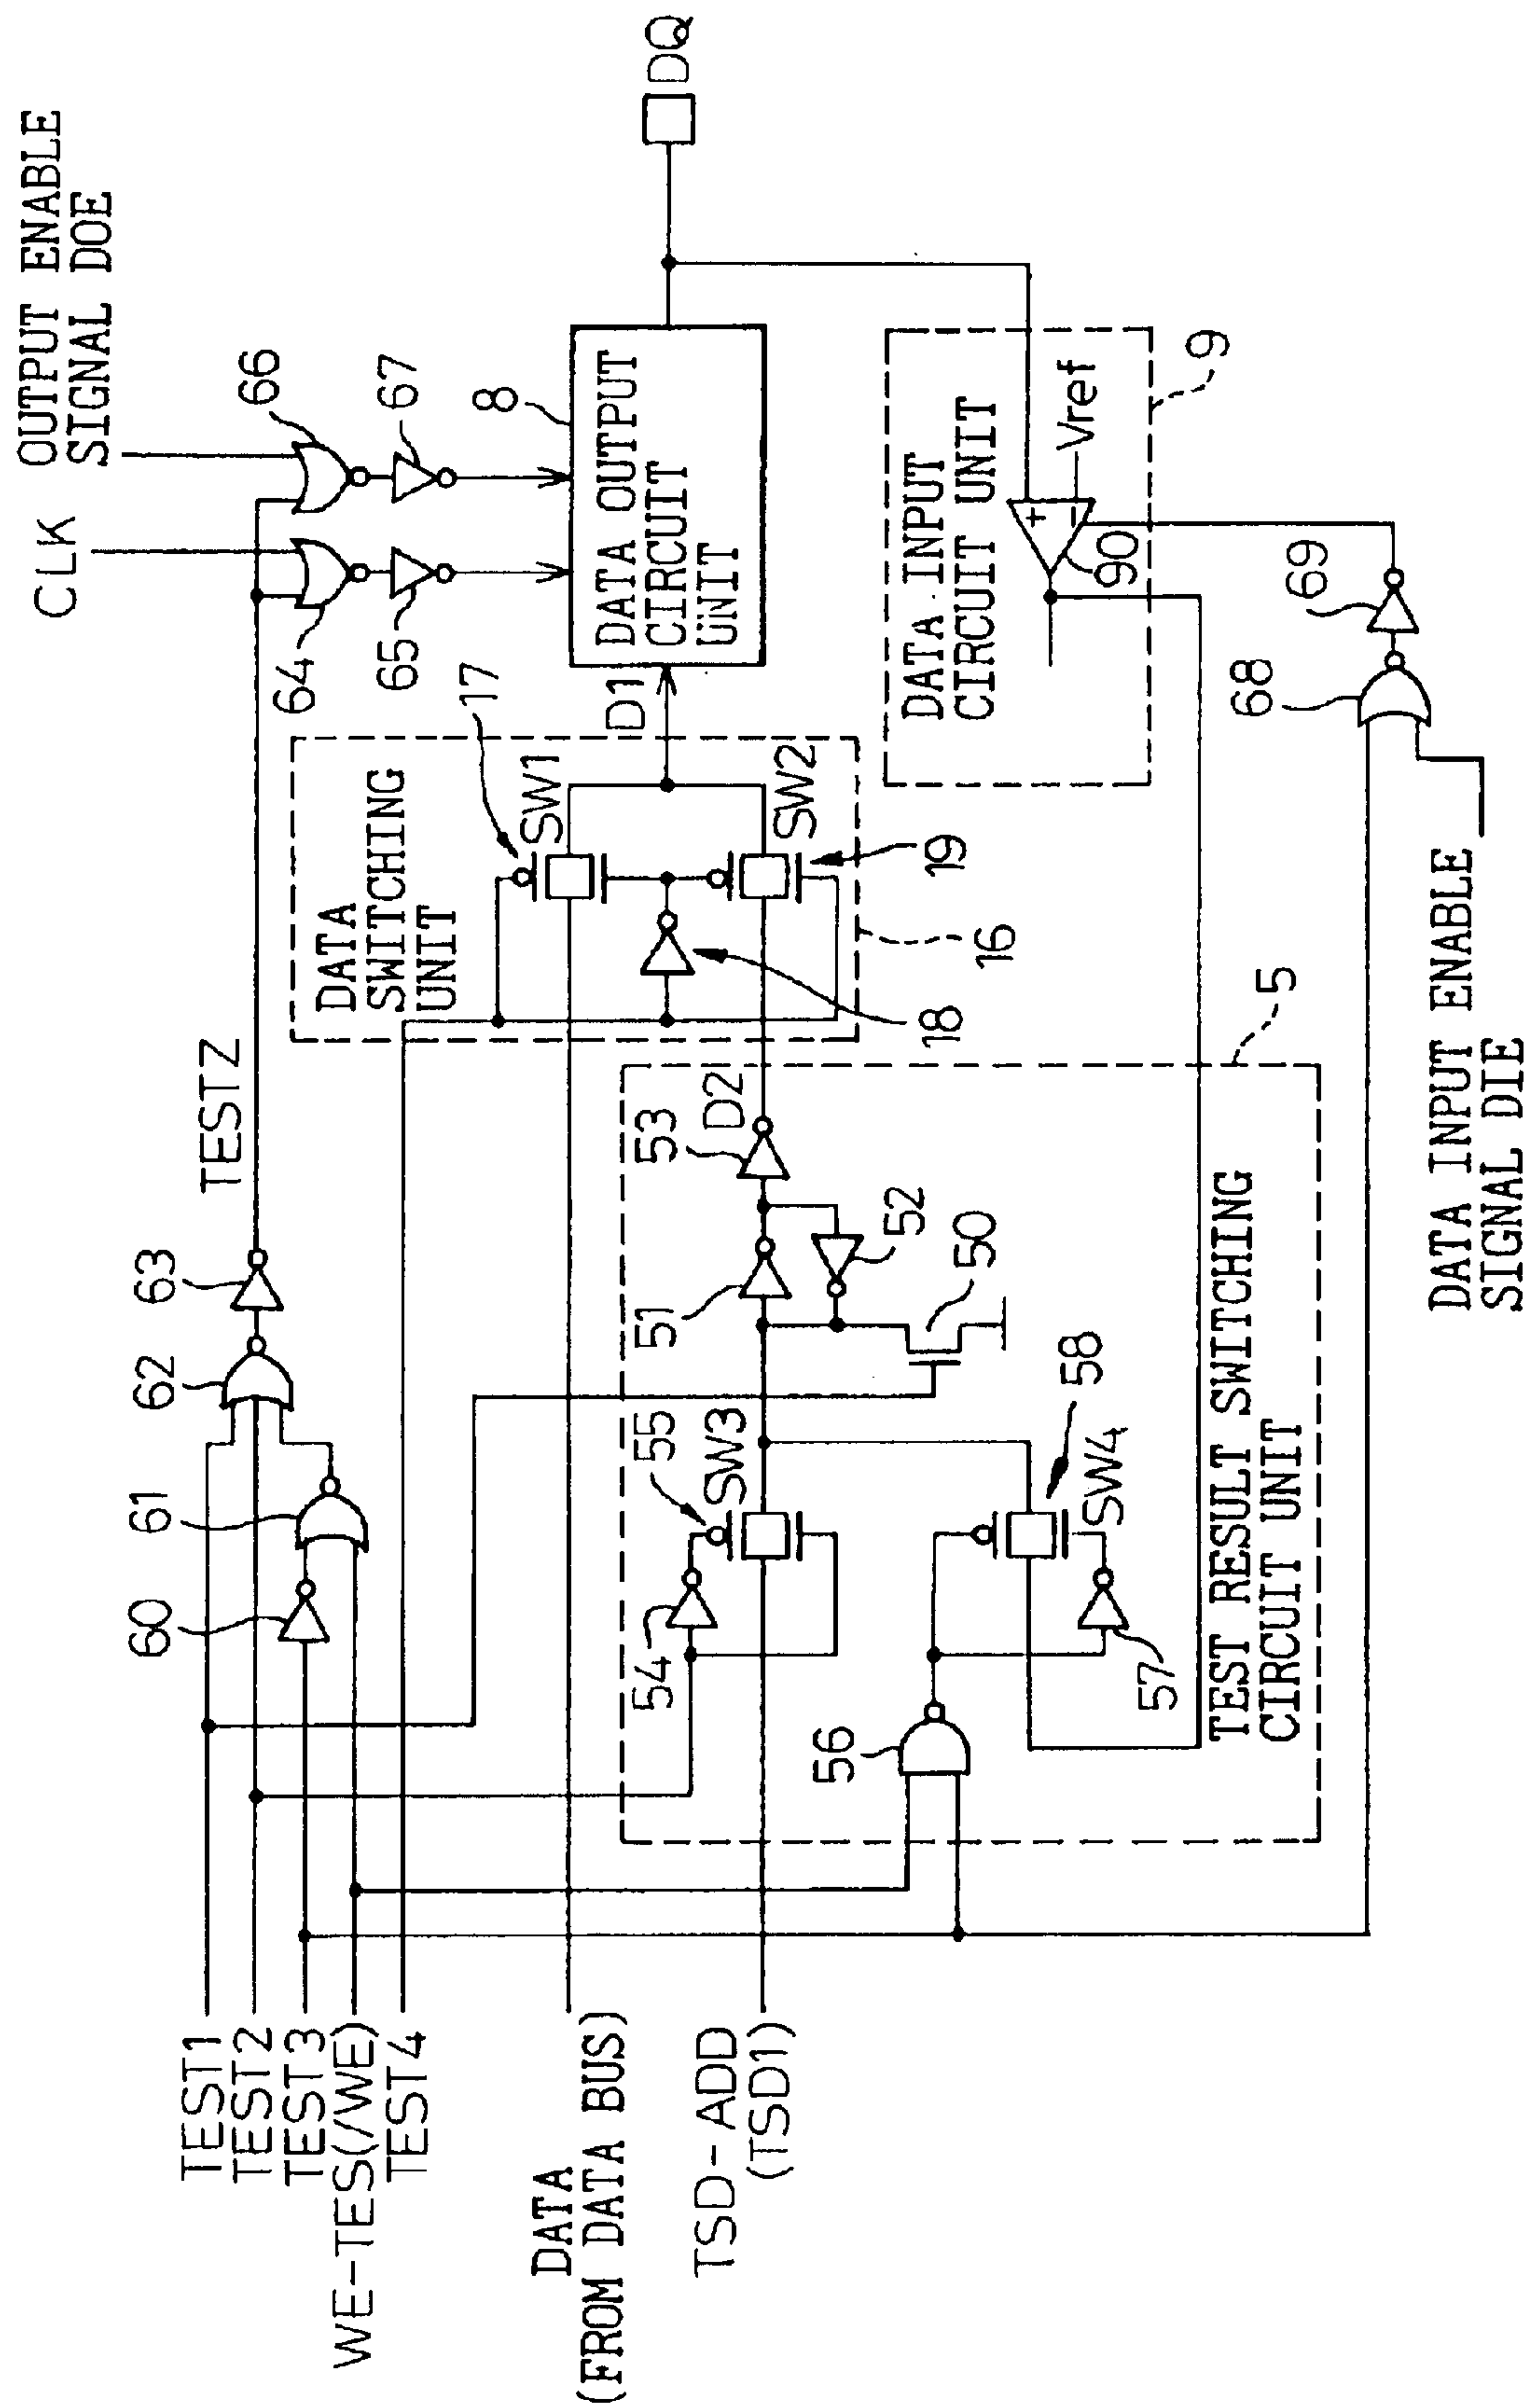 OUTPUT ENABLE
SIGNAL DOE
CLK
TESTZ
66
67
64
65
63
62
61
60
TEST1
TEST2
TEST3
WE-TES(/WE)
TEST4
DATA
SWITCHING
UNIT
17
SW1
SW2
18
19
16
D1
8
DATA OUTPUT
CIRCUIT
UNIT
DQ
DATA
(FROM DATA BUS)
TSD-ADD
(TSD1)
54
55
SW3
51
52
53
D2
50
56
57
58
SW4
TEST RESULT SWITCHING
CIRCUIT UNIT
5
DATA INPUT
CIRCUIT UNIT
9
Vref
+
−
90
68
69
DATA INPUT ENABLE
SIGNAL DIE